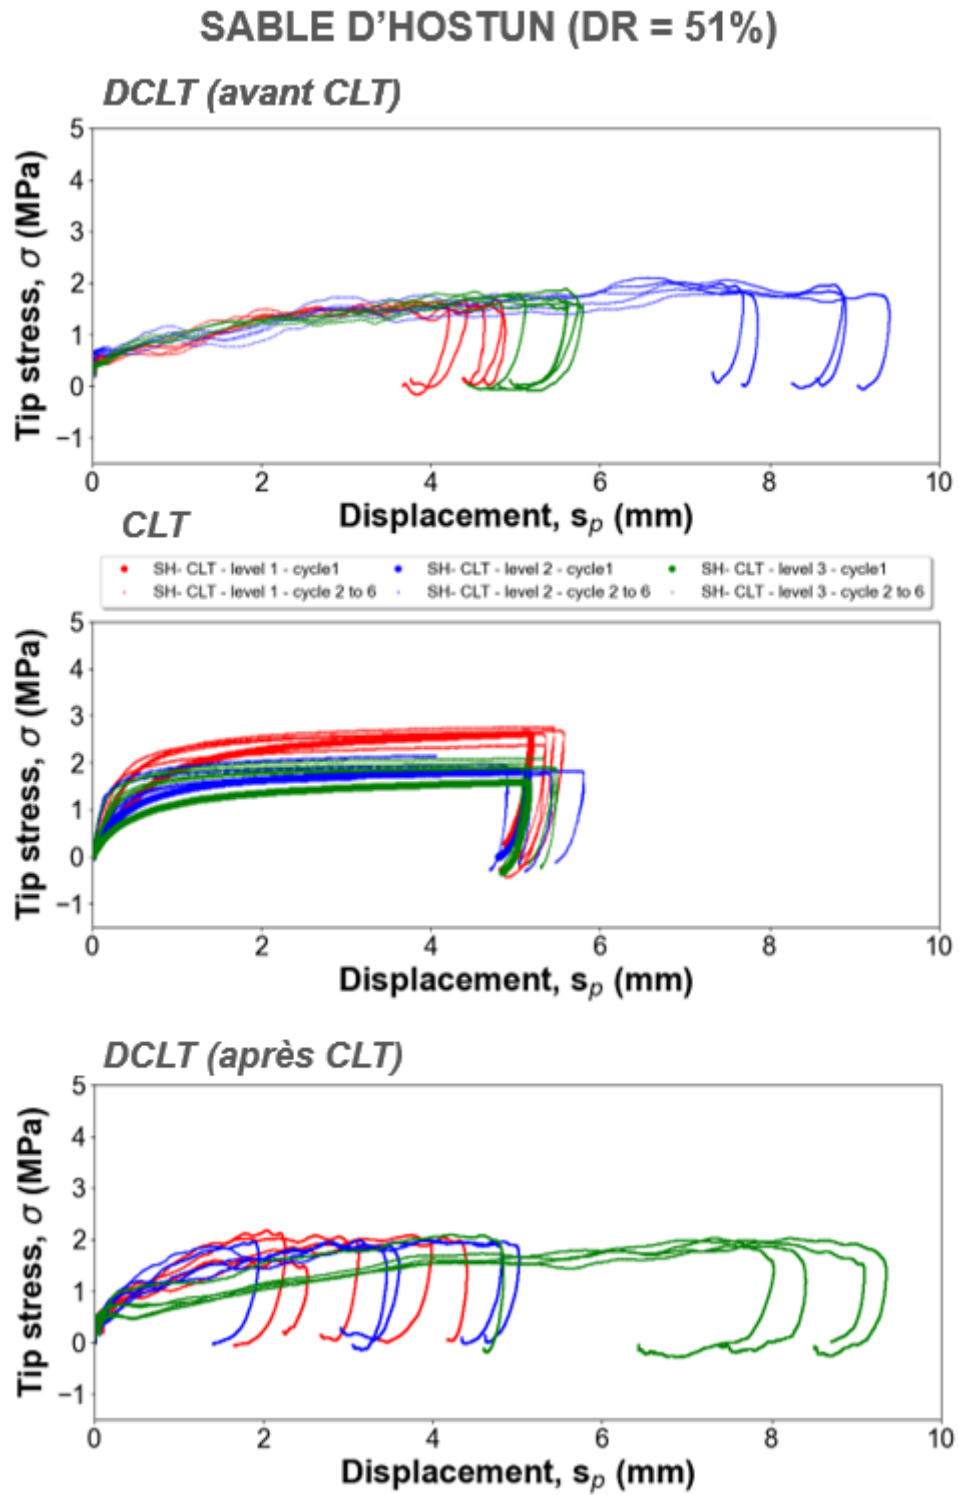 SABLE D'HOSTUN (DR = 51%)
DCLT (avant CLT)
Tip stress, σ (MPa)
5
4
3
2
1
0
−1
0 2 4 6 8 10
Displacement, sₚ (mm)
CLT
SH- CLT - level 1 - cycle1 SH- CLT - level 2 - cycle1 SH- CLT - level 3 - cycle1
SH- CLT - level 1 - cycle 2 to 6 SH- CLT - level 2 - cycle 2 to 6 SH- CLT - level 3 - cycle 2 to 6
Tip stress, σ (MPa)
5
4
3
2
1
0
−1
0 2 4 6 8 10
Displacement, sₚ (mm)
DCLT (après CLT)
Tip stress, σ (MPa)
5
4
3
2
1
0
−1
0 2 4 6 8 10
Displacement, sₚ (mm)